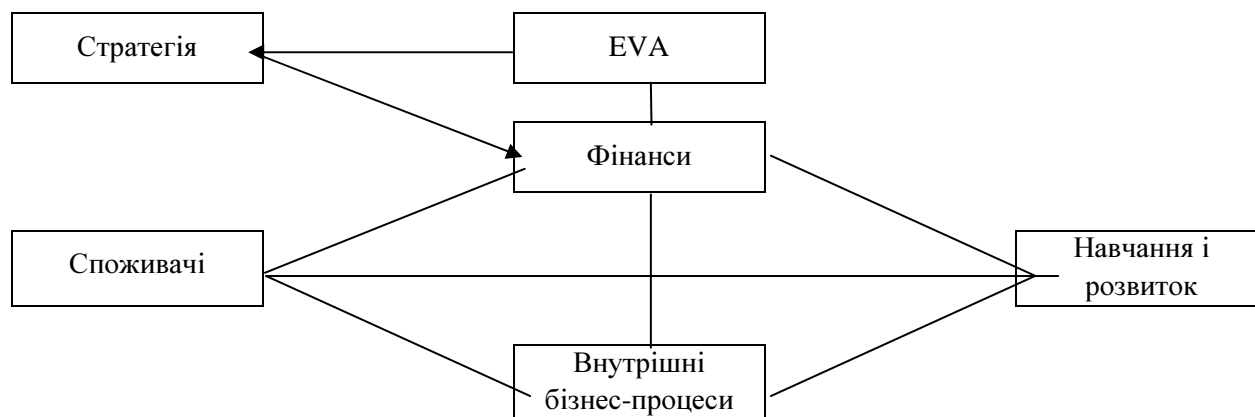 Стратегія
EVA
Фінанси
Споживачі
Навчання і
розвиток
Внутрішні
бізнес-процеси